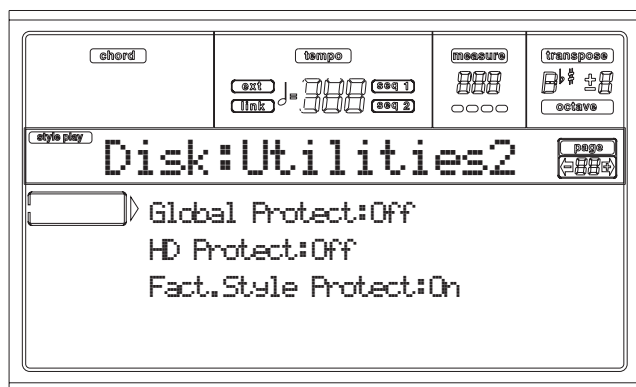 chord
tempo
measure
transpose
ext
seq 1
link
seq 2
octave
style play
Disk:Utilities2
page
Global Protect:Off
HD Protect:Off
Fact.Style Protect:On